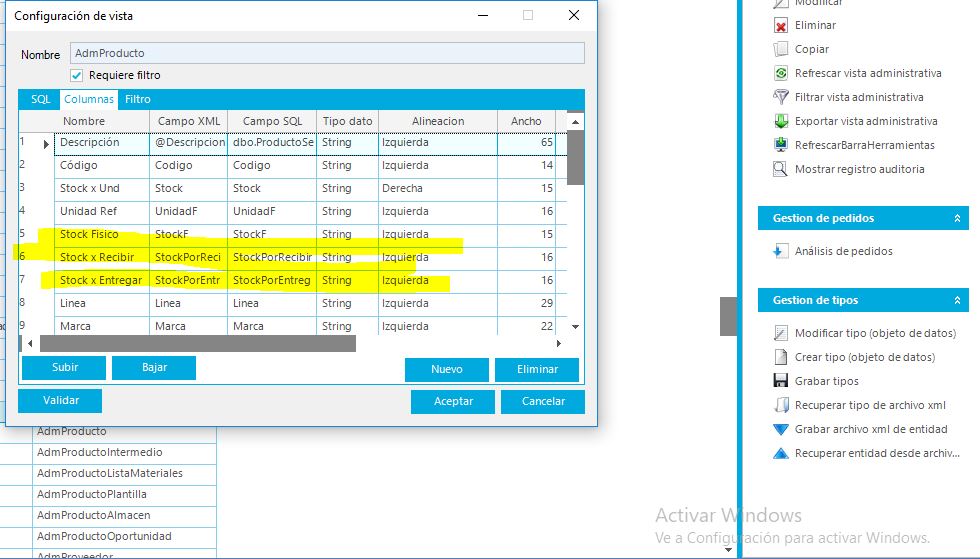 Configuración de vista
Nombre AdmProducto
Requiere filtro
SQL Columnas Filtro
Nombre Campo XML Campo SQL Tipo dato Alineacion Ancho
1 Descripción @Descripcion dbo.ProductoSe String Izquierda 65
2 Código Codigo Codigo String Izquierda 14
3 Stock x Und Stock Stock String Derecha 15
4 Unidad Ref UnidadF UnidadF String Izquierda 16
5 Stock Fisico StockF StockF String Izquierda 15
6 Stock x Recibir StockPorReci StockPorRecibir String Izquierda 16
7 Stock x Entregar StockPorEntr StockPorEntreg String Izquierda 16
8 Linea Linea Linea String Izquierda 29
9 Marca Marca Marca String Izquierda 22
Subir Bajar Nuevo Eliminar
Validar Aceptar Cancelar
AdmProducto
AdmProductoIntermedio
AdmProductoListaMateriales
AdmProductoPlantilla
AdmProductoAlmacen
AdmProductoOportunidad
AdmProveedor
Modificar
Eliminar
Copiar
Refrescar vista administrativa
Filtrar vista administrativa
Exportar vista administrativa
RefrescarBarraHerramientas
Mostrar registro auditoria
Gestion de pedidos
Análisis de pedidos
Gestion de tipos
Modificar tipo (objeto de datos)
Crear tipo (objeto de datos)
Grabar tipos
Recuperar tipo de archivo xml
Grabar archivo xml de entidad
Recuperar entidad desde archiv...
Activar Windows
Ve a Configuración para activar Windows.